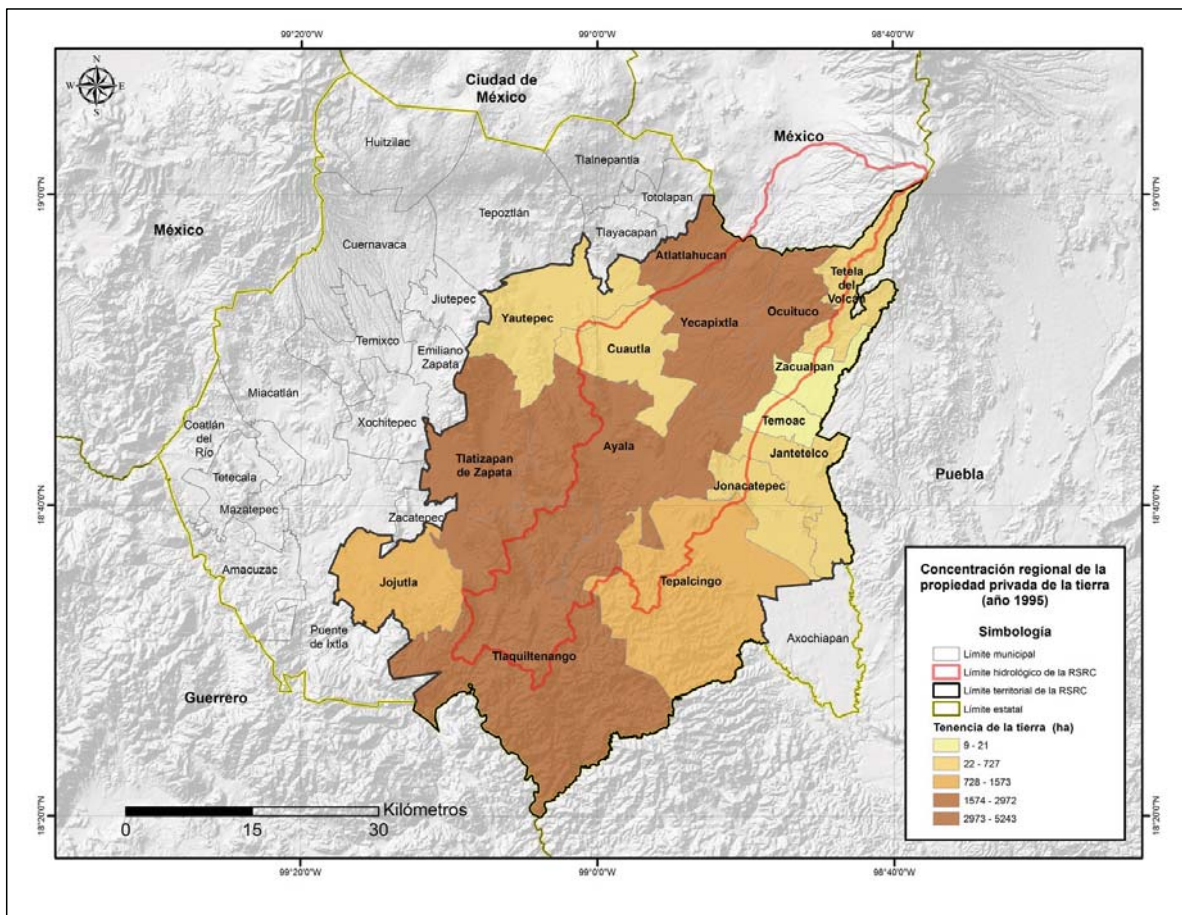 99°20'0"W
99°0'0"W
98°40'0"W
N
W
E
S
Ciudad de
México
México
Huitzilac
Tlalnepantla
Totolapan
19°0'0"N
19°0'0"N
Tepoztlán
Tlayacapan
México
Cuernavaca
Atlatlahucan
Tetela
del
Volcán
Jiutepec
Ocuituco
Yautepec
Yecapixtla
Temixco
Emiliano
Zapata
Cuautla
Zacualpan
Miacatlán
Xochitepec
Temoac
Coatlán
del
Río
Ayala
Jantetelco
Tlatizapan
de Zapata
Tetecala
Jonacatepec
Puebla
18°40'0"N
18°40'0"N
Mazatepec
Zacatepec
Amacuzac
Jojutla
Tepalcingo
Puente
de Ixtla
Axochiapan
Tlaquiltenango
Guerrero
Concentración regional de la
propiedad privada de la tierra
(año 1995)
Simbología
Límite municipal
Límite hidrológico de la RSRC
Límite territorial de la RSRC
Límite estatal
Tenencia de la tierra (ha)
9 - 21
22 - 727
728 - 1573
1574 - 2972
2973 - 5243
Kilómetros
0
15
30
18°20'0"N
18°20'0"N
99°20'0"W
99°0'0"W
98°40'0"W